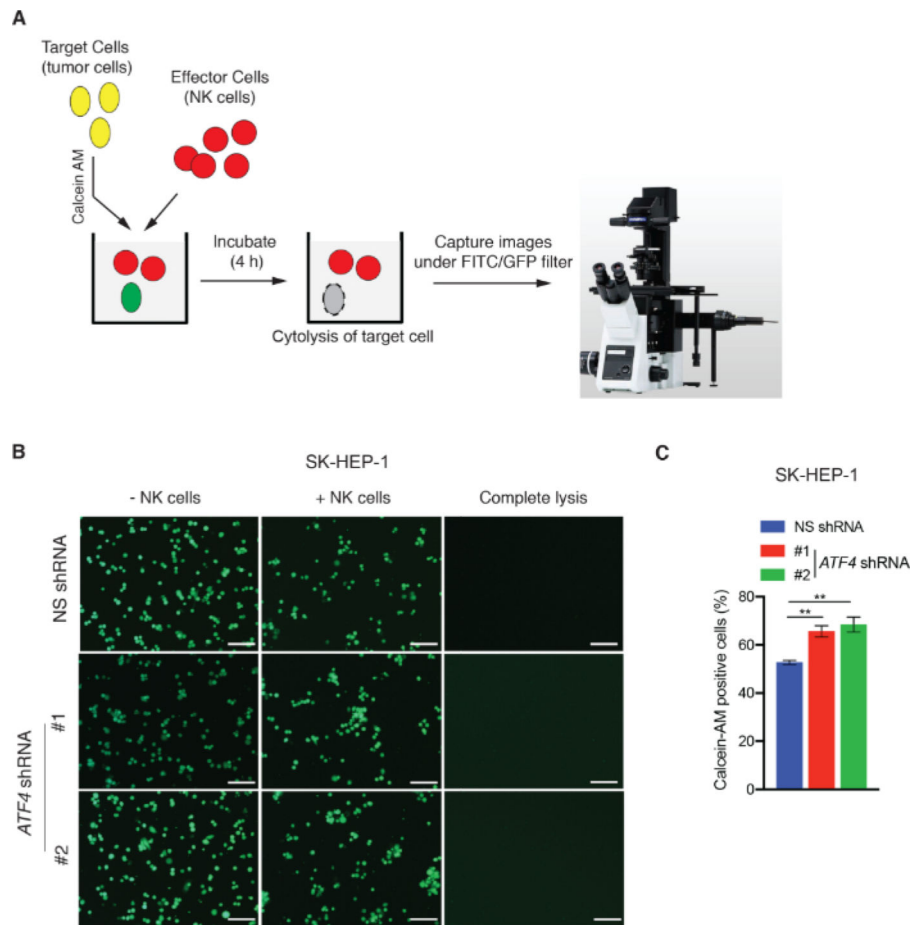 A
Target Cells
(tumor cells)
Effector Cells
(NK cells)
Calcein AM
Incubate
(4 h)
Capture images
under FITC/GFP filter
Cytolysis of target cell
B
SK-HEP-1
- NK cells
+ NK cells
Complete lysis
NS shRNA
ATF4 shRNA
#1
#2
C
SK-HEP-1
NS shRNA
#1
#2
ATF4 shRNA
Calcein-AM positive cells (%)
80
60
40
20
0
**
**